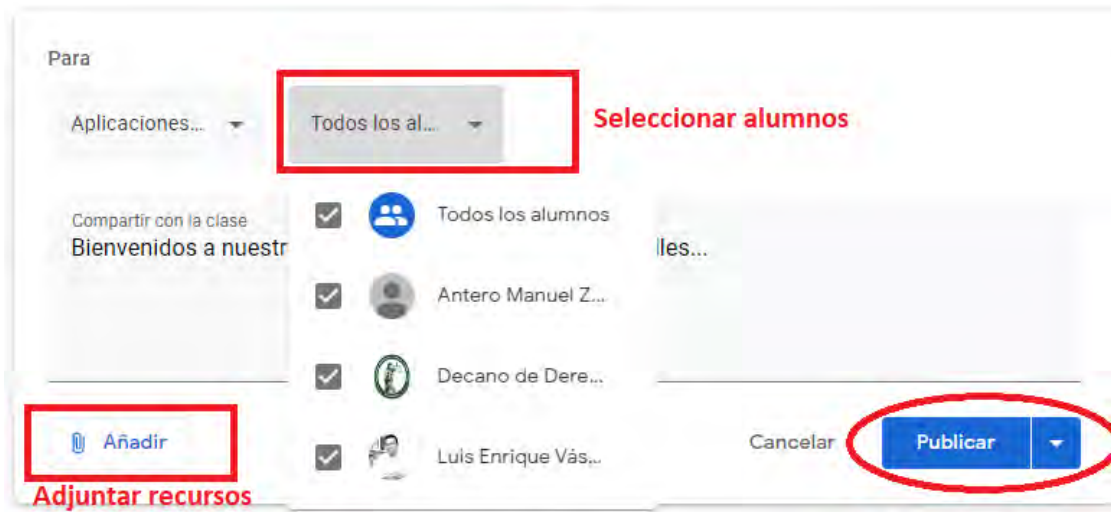 Para
Aplicaciones...
Todos los al...
Seleccionar alumnos
Todos los alumnos
Compartir con la clase
Bienvenidos a nuestr
lles...
Antero Manuel Z...
Decano de Dere...
Añadir
Luis Enrique Vás...
Cancelar
Publicar
Adjuntar recursos